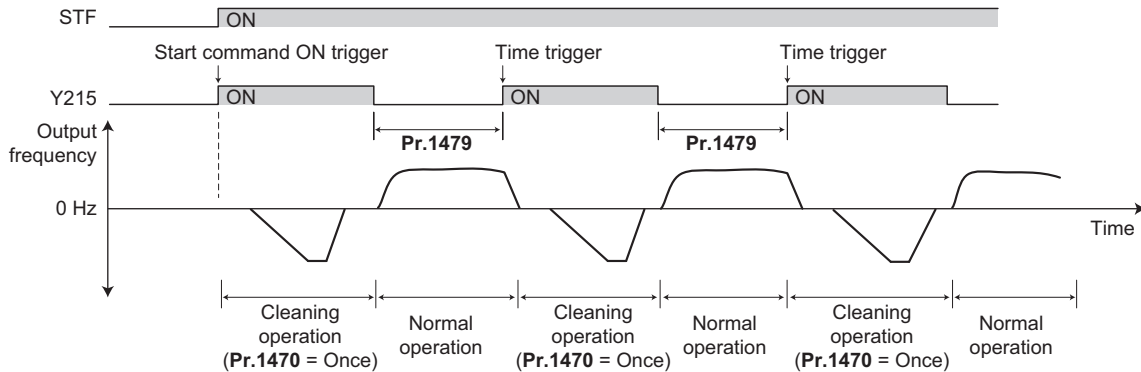 STF
ON
Start command ON trigger
Time trigger
Time trigger
Y215
ON
ON
ON
Output
frequency
Pr.1479
Pr.1479
0 Hz
Time
Cleaning
operation
(Pr.1470 = Once)
Normal
operation
Cleaning
operation
(Pr.1470 = Once)
Normal
operation
Cleaning
operation
(Pr.1470 = Once)
Normal
operation